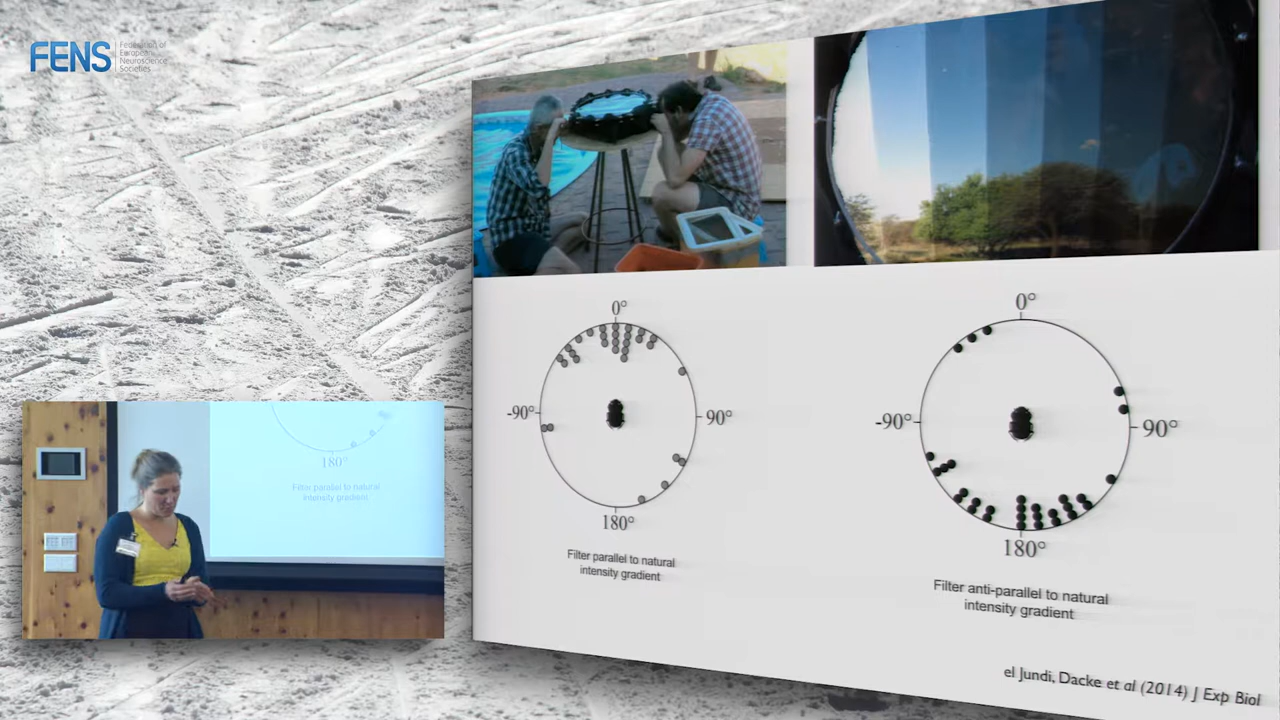 FENS
Federation of
European
Neuroscience
Societies
0°
-90°
90°
180°
Filter parallel to natural
intensity gradient
0°
-90°
90°
180°
Filter anti-parallel to natural
intensity gradient
el Jundi, Dacke et al (2014) J Exp Biol
180°
Filter parallel to natural
intensity gradient